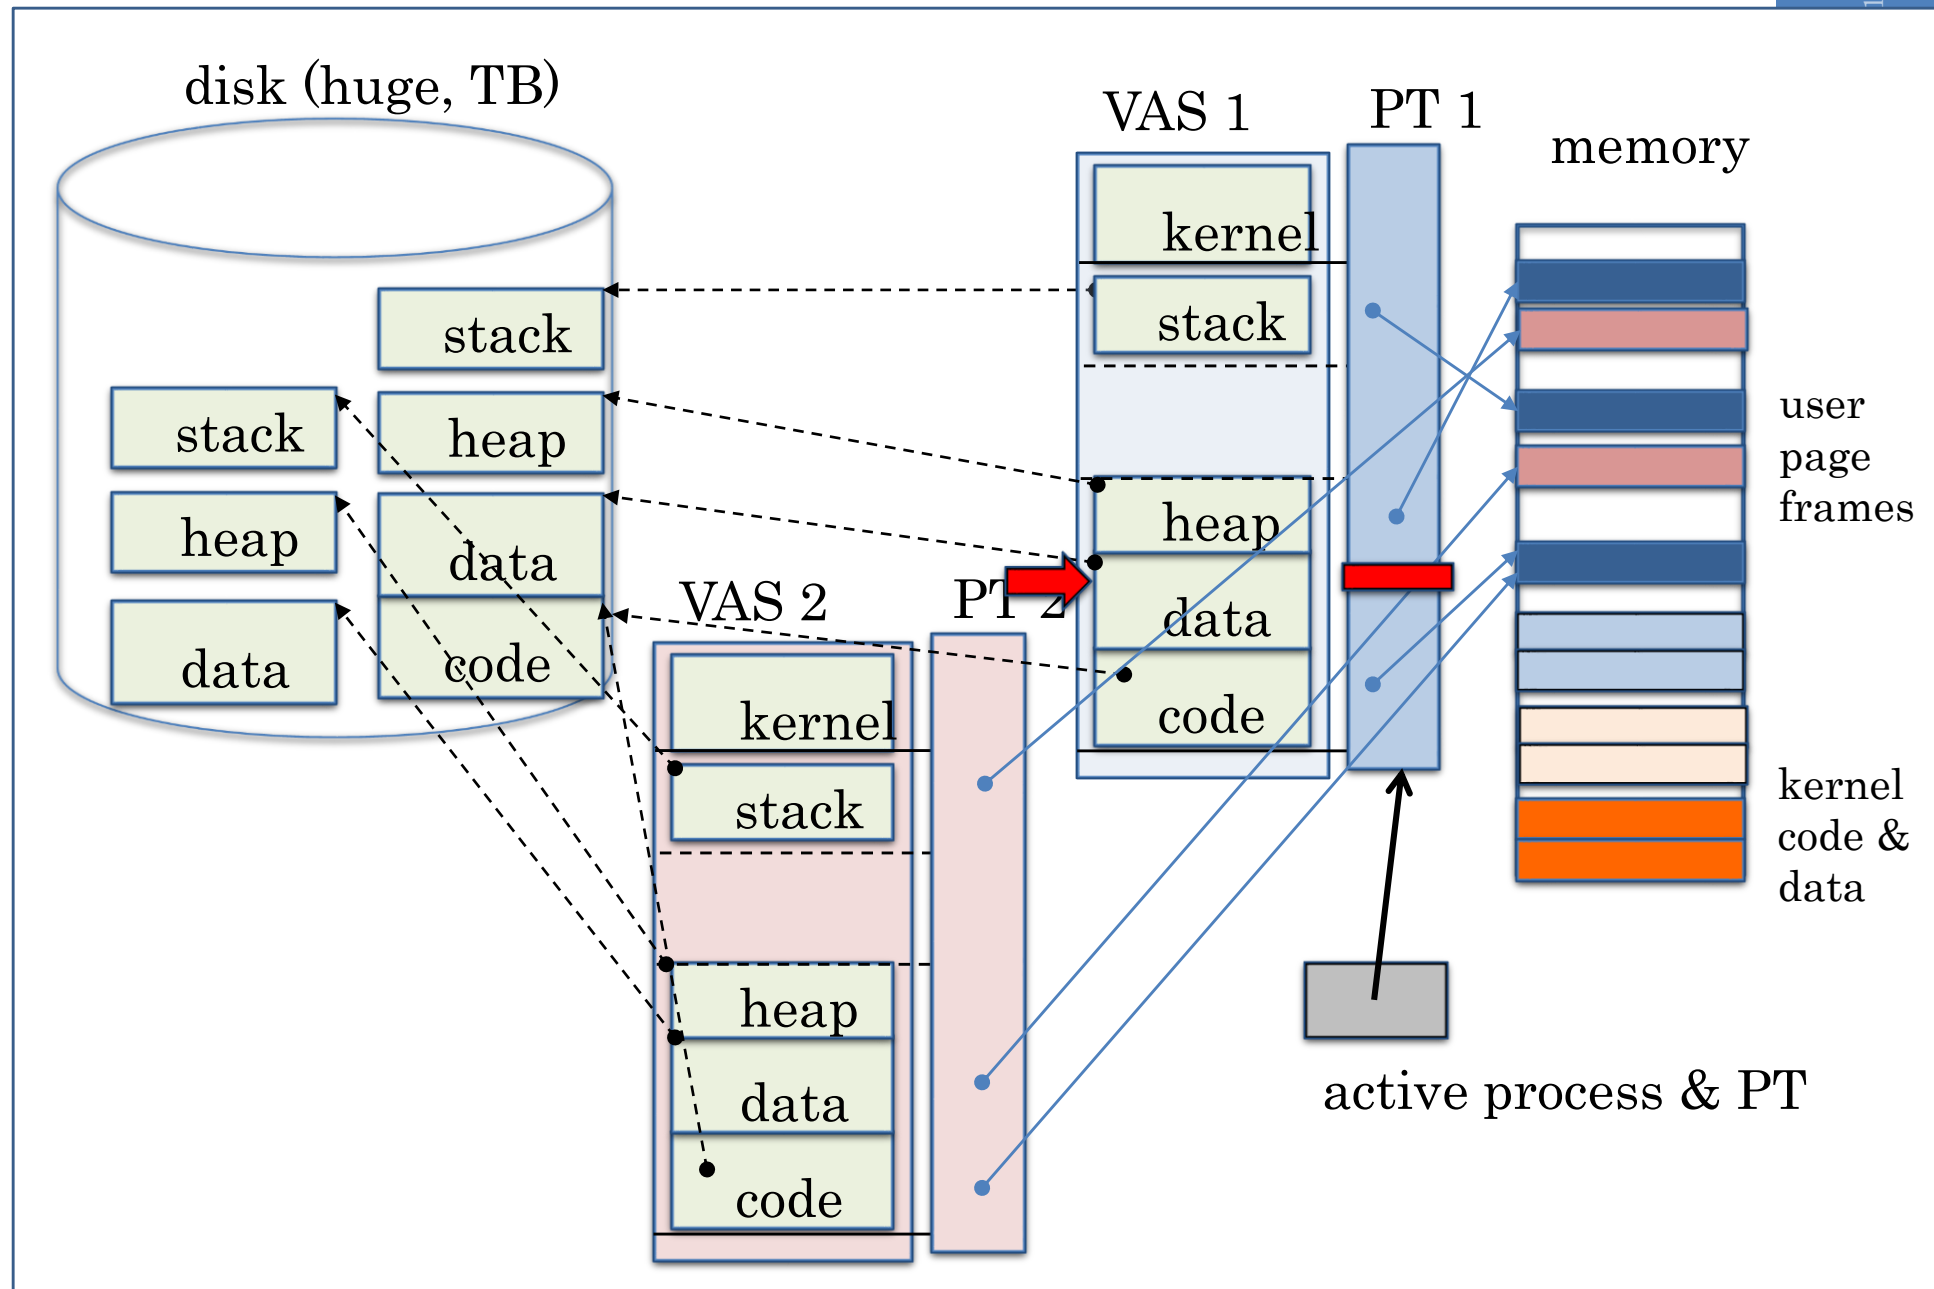 1
disk (huge, TB)
VAS 1
PT 1
memory
kernel
stack
heap
data
code
stack
heap
data
code
stack
heap
data
VAS 2
PT 2
kernel
stack
heap
data
code
user
page
frames
kernel
code &
data
active process & PT